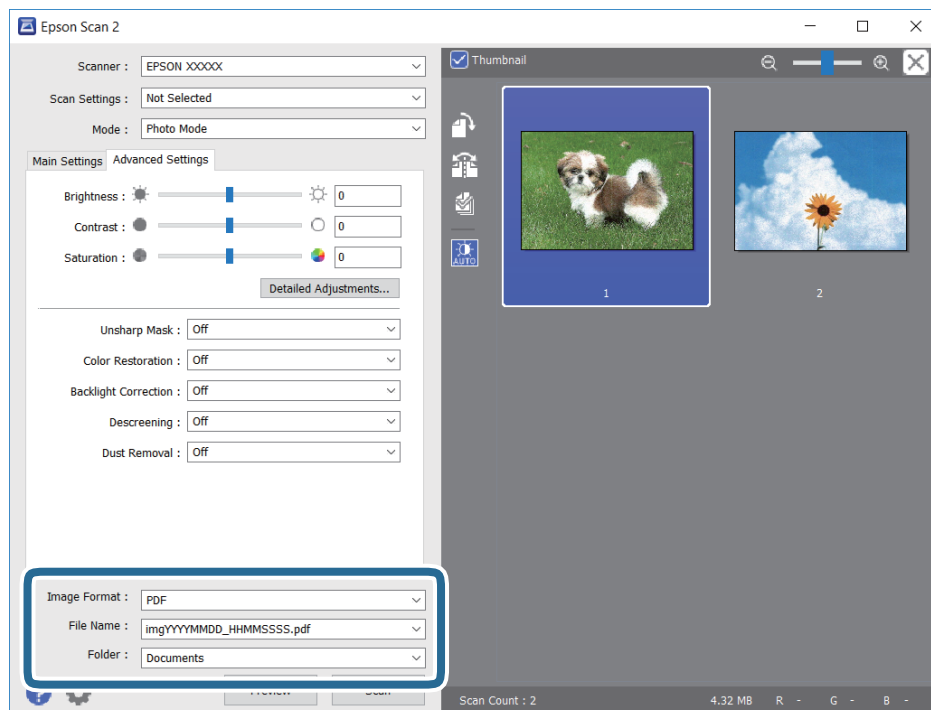 Epson Scan 2
Scanner : EPSON XXXXX
Scan Settings : Not Selected
Mode : Photo Mode
Main Settings Advanced Settings
Brightness : 0
Contrast : 0
Saturation : 0
Detailed Adjustments...
Unsharp Mask : Off
Color Restoration : Off
Backlight Correction : Off
Descreening : Off
Dust Removal : Off
Image Format : PDF
File Name : imgYYYYMMDD_HHMMSSSS.pdf
Folder : Documents
?
Preview Scan
Thumbnail
AUTO
1 2
Scan Count : 2 4.32 MB R - G - B -